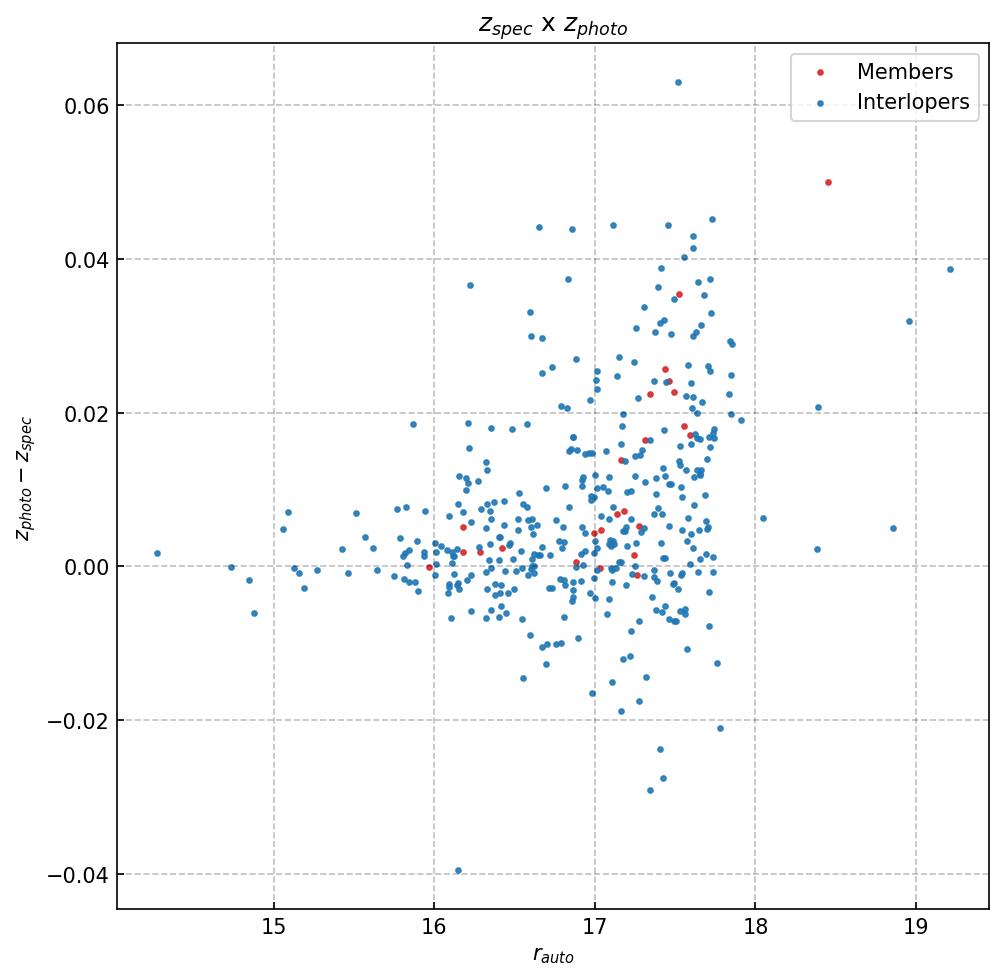 z_spec x z_photo
Members
Interlopers
0.06
0.04
0.02
0.00
−0.02
−0.04
z_photo − z_spec
15
16
17
18
19
r_auto